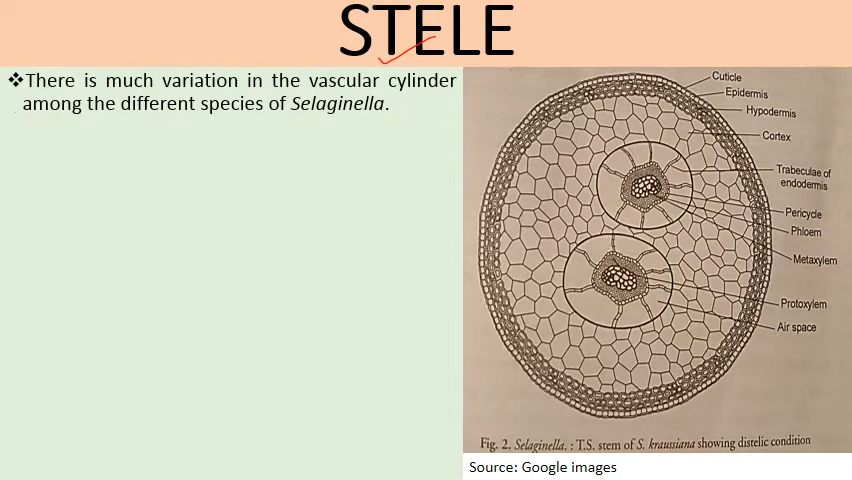 STELE
❖There is much variation in the vascular cylinder
among the different species of Selaginella.
Cuticle
Epidermis
Hypodermis
Cortex
Trabeculae of
endodermis
Pericycle
Phloem
Metaxylem
Protoxylem
Air space
Fig. 2. Selaginella. : T.S. stem of S. kraussiana showing distelic condition
Source: Google images